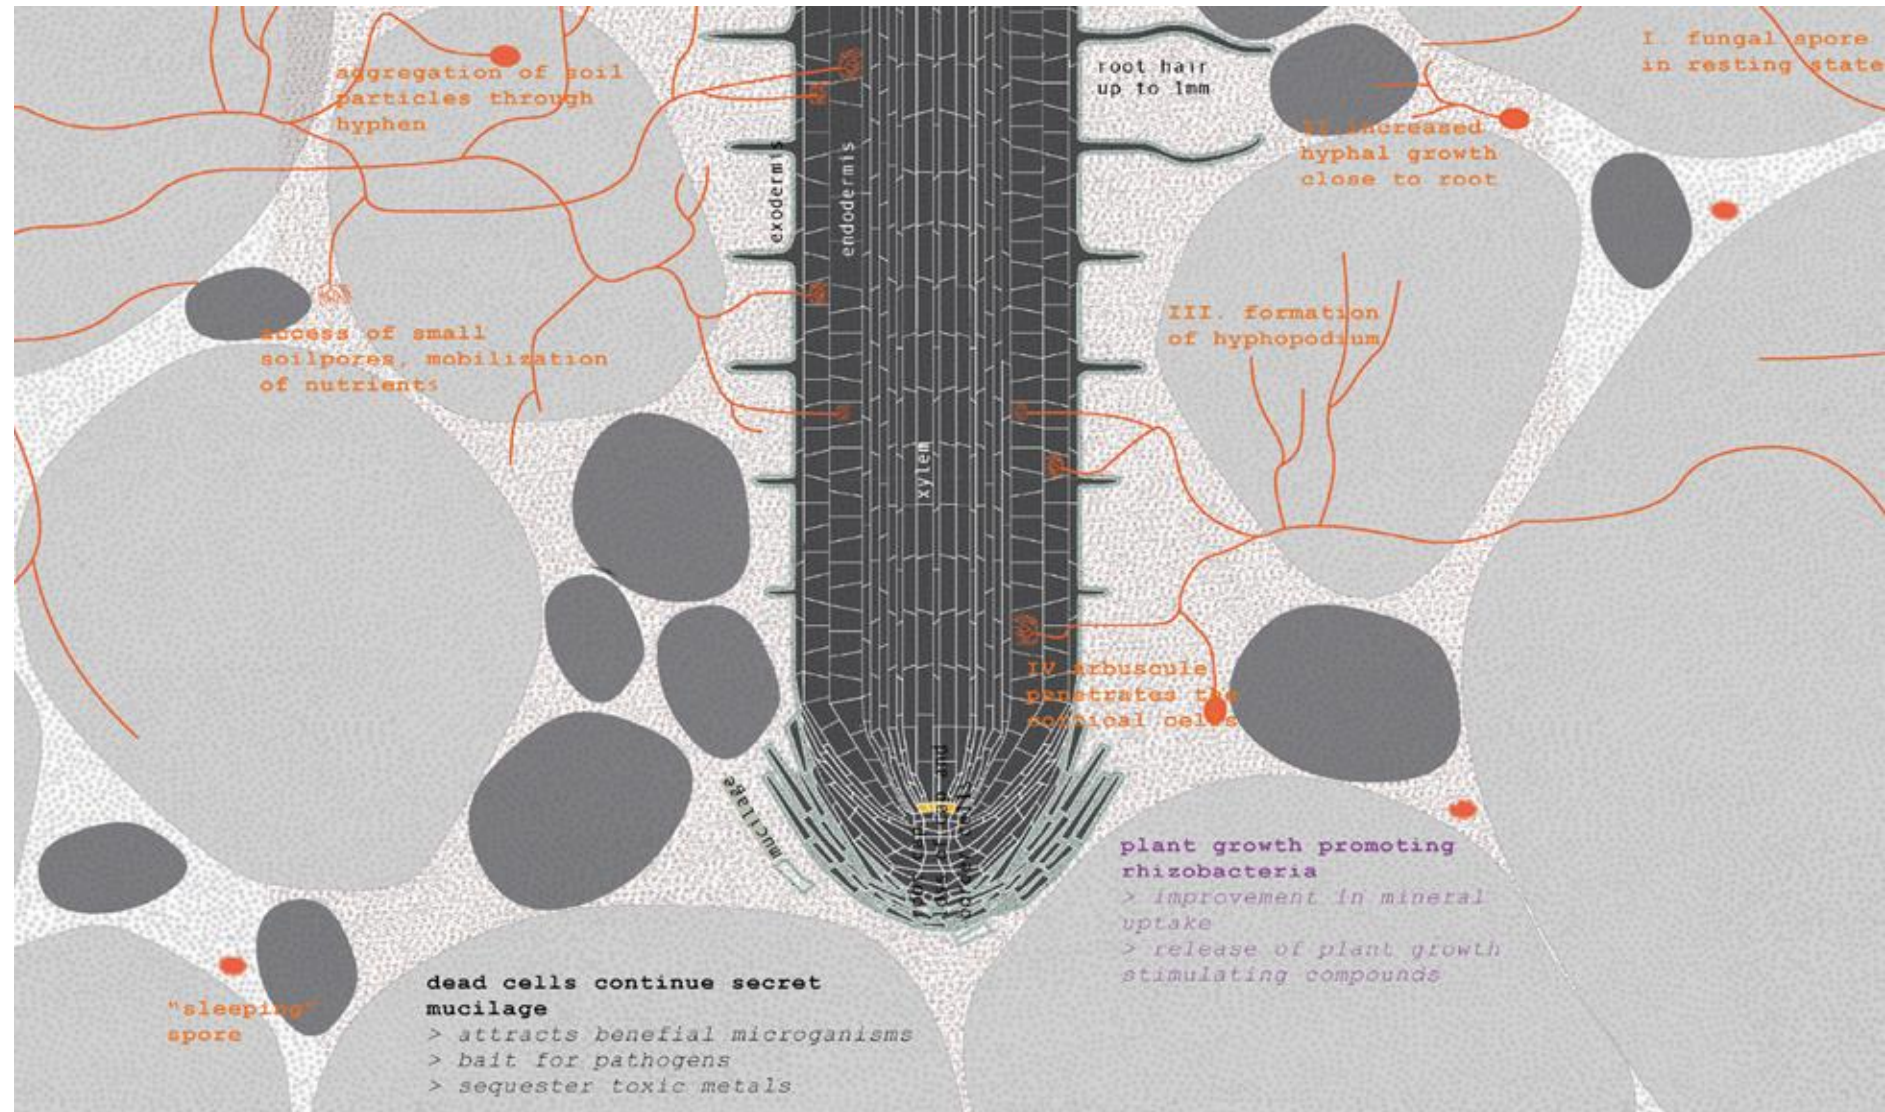 aggregation of soil
particles through
hyphen
root hair
up to 1mm
I. fungal spore
in resting state
increased
hyphal growth
close to root
exodermis
endodermis
access of small
soilpores, mobilization
of nutrients
III. formation
of hyphopodium
xylem
IV arbuscule
penetrates the
cortical cells
mucilage
root cap
and
plant growth promoting
rhizobacteria
> improvement in mineral
uptake
> release of plant growth
stimulating compounds
dead cells continue secret
mucilage
> attracts benefial microganisms
> bait for pathogens
> sequester toxic metals
"sleeping"
spore